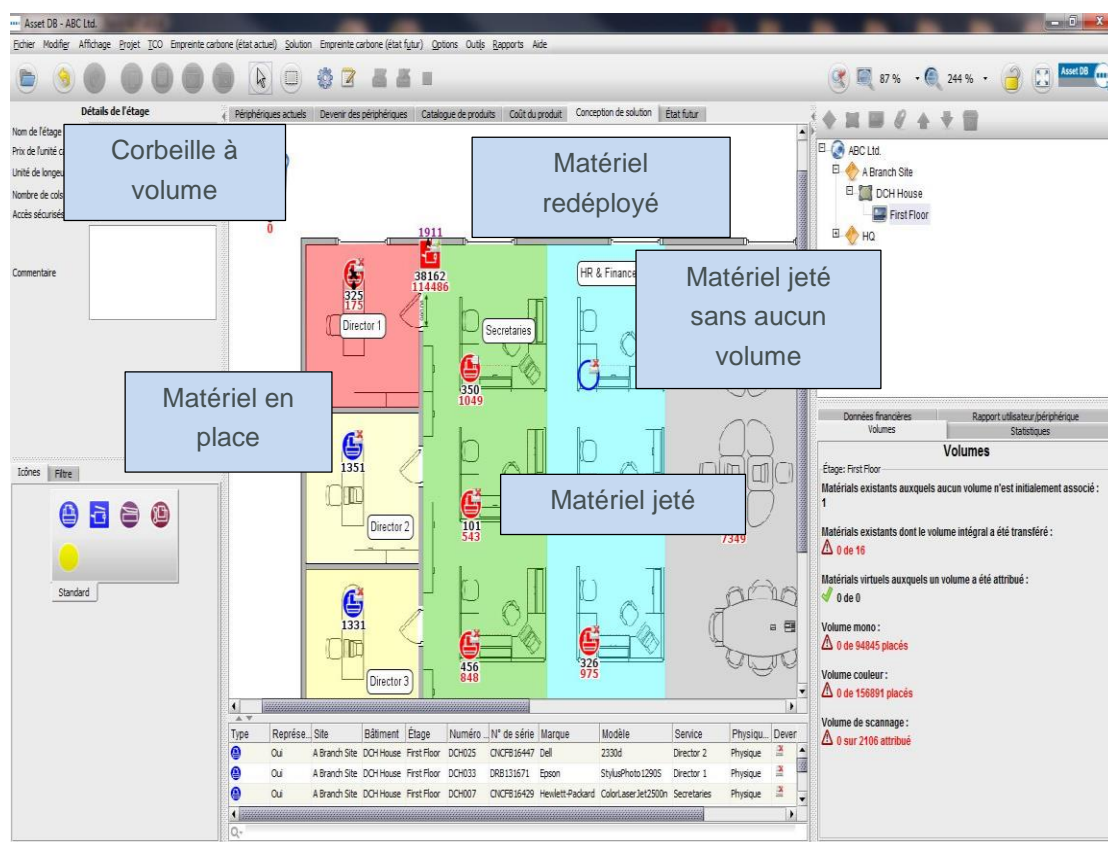 Asset DB - ABC Ltd.
Fichier Modifier Affichage Projet TCO Empreinte carbone (état actuel) Solution Empreinte carbone (état futur) Options Outils Rapports Aide
87 % 244 % Asset DB
Détails de l'étage
Périphériques actuels Devenir des périphériques Catalogue de produits Coût du produit Conception de solution État futur
Nom de l'étage
Prix de l'unité
Unité de
Nombre de
Accès sécurisés
Commentaire
Corbeille à
volume
0
Matériel
redéployé
Matériel jeté
sans aucun
volume
Matériel en
place
Matériel jeté
1911
38162
114486
325
175
Director 1
Secretaries
HR & Finance
350
1049
1351
Director 2
101
543
7349
1331
Director 3
456
848
326
975
ABC Ltd.
A Branch Site
DCH House
First Floor
HQ
Icônes Filtre
Standard
Données financières Rapport utilisateur/périphérique
Volumes Statistiques
Volumes
Étage: First Floor
Matérials existants auxquels aucun volume n'est initialement associé :
1
Matérials existants dont le volume intégral a été transféré :
0 de 16
Matérials virtuels auxquels un volume a été attribué :
0 de 0
Volume mono :
0 de 94845 placés
Volume couleur :
0 de 156891 placés
Volume de scannage :
0 sur 2106 attribué
Type Représe... Site Bâtiment Étage Numéro ... N° de série Marque Modèle Service Physiqu... Dever
Oui A Branch Site DCH House First Floor DCH025 CNCFB16447 Dell 2330d Director 2 Physique
Oui A Branch Site DCH House First Floor DCH033 DRB131671 Epson StylusPhoto1290S Director 1 Physique
Oui A Branch Site DCH House First Floor DCH007 CNCFB16429 Hewlett-Packard ColorLaserJet2500n Secretaries Physique